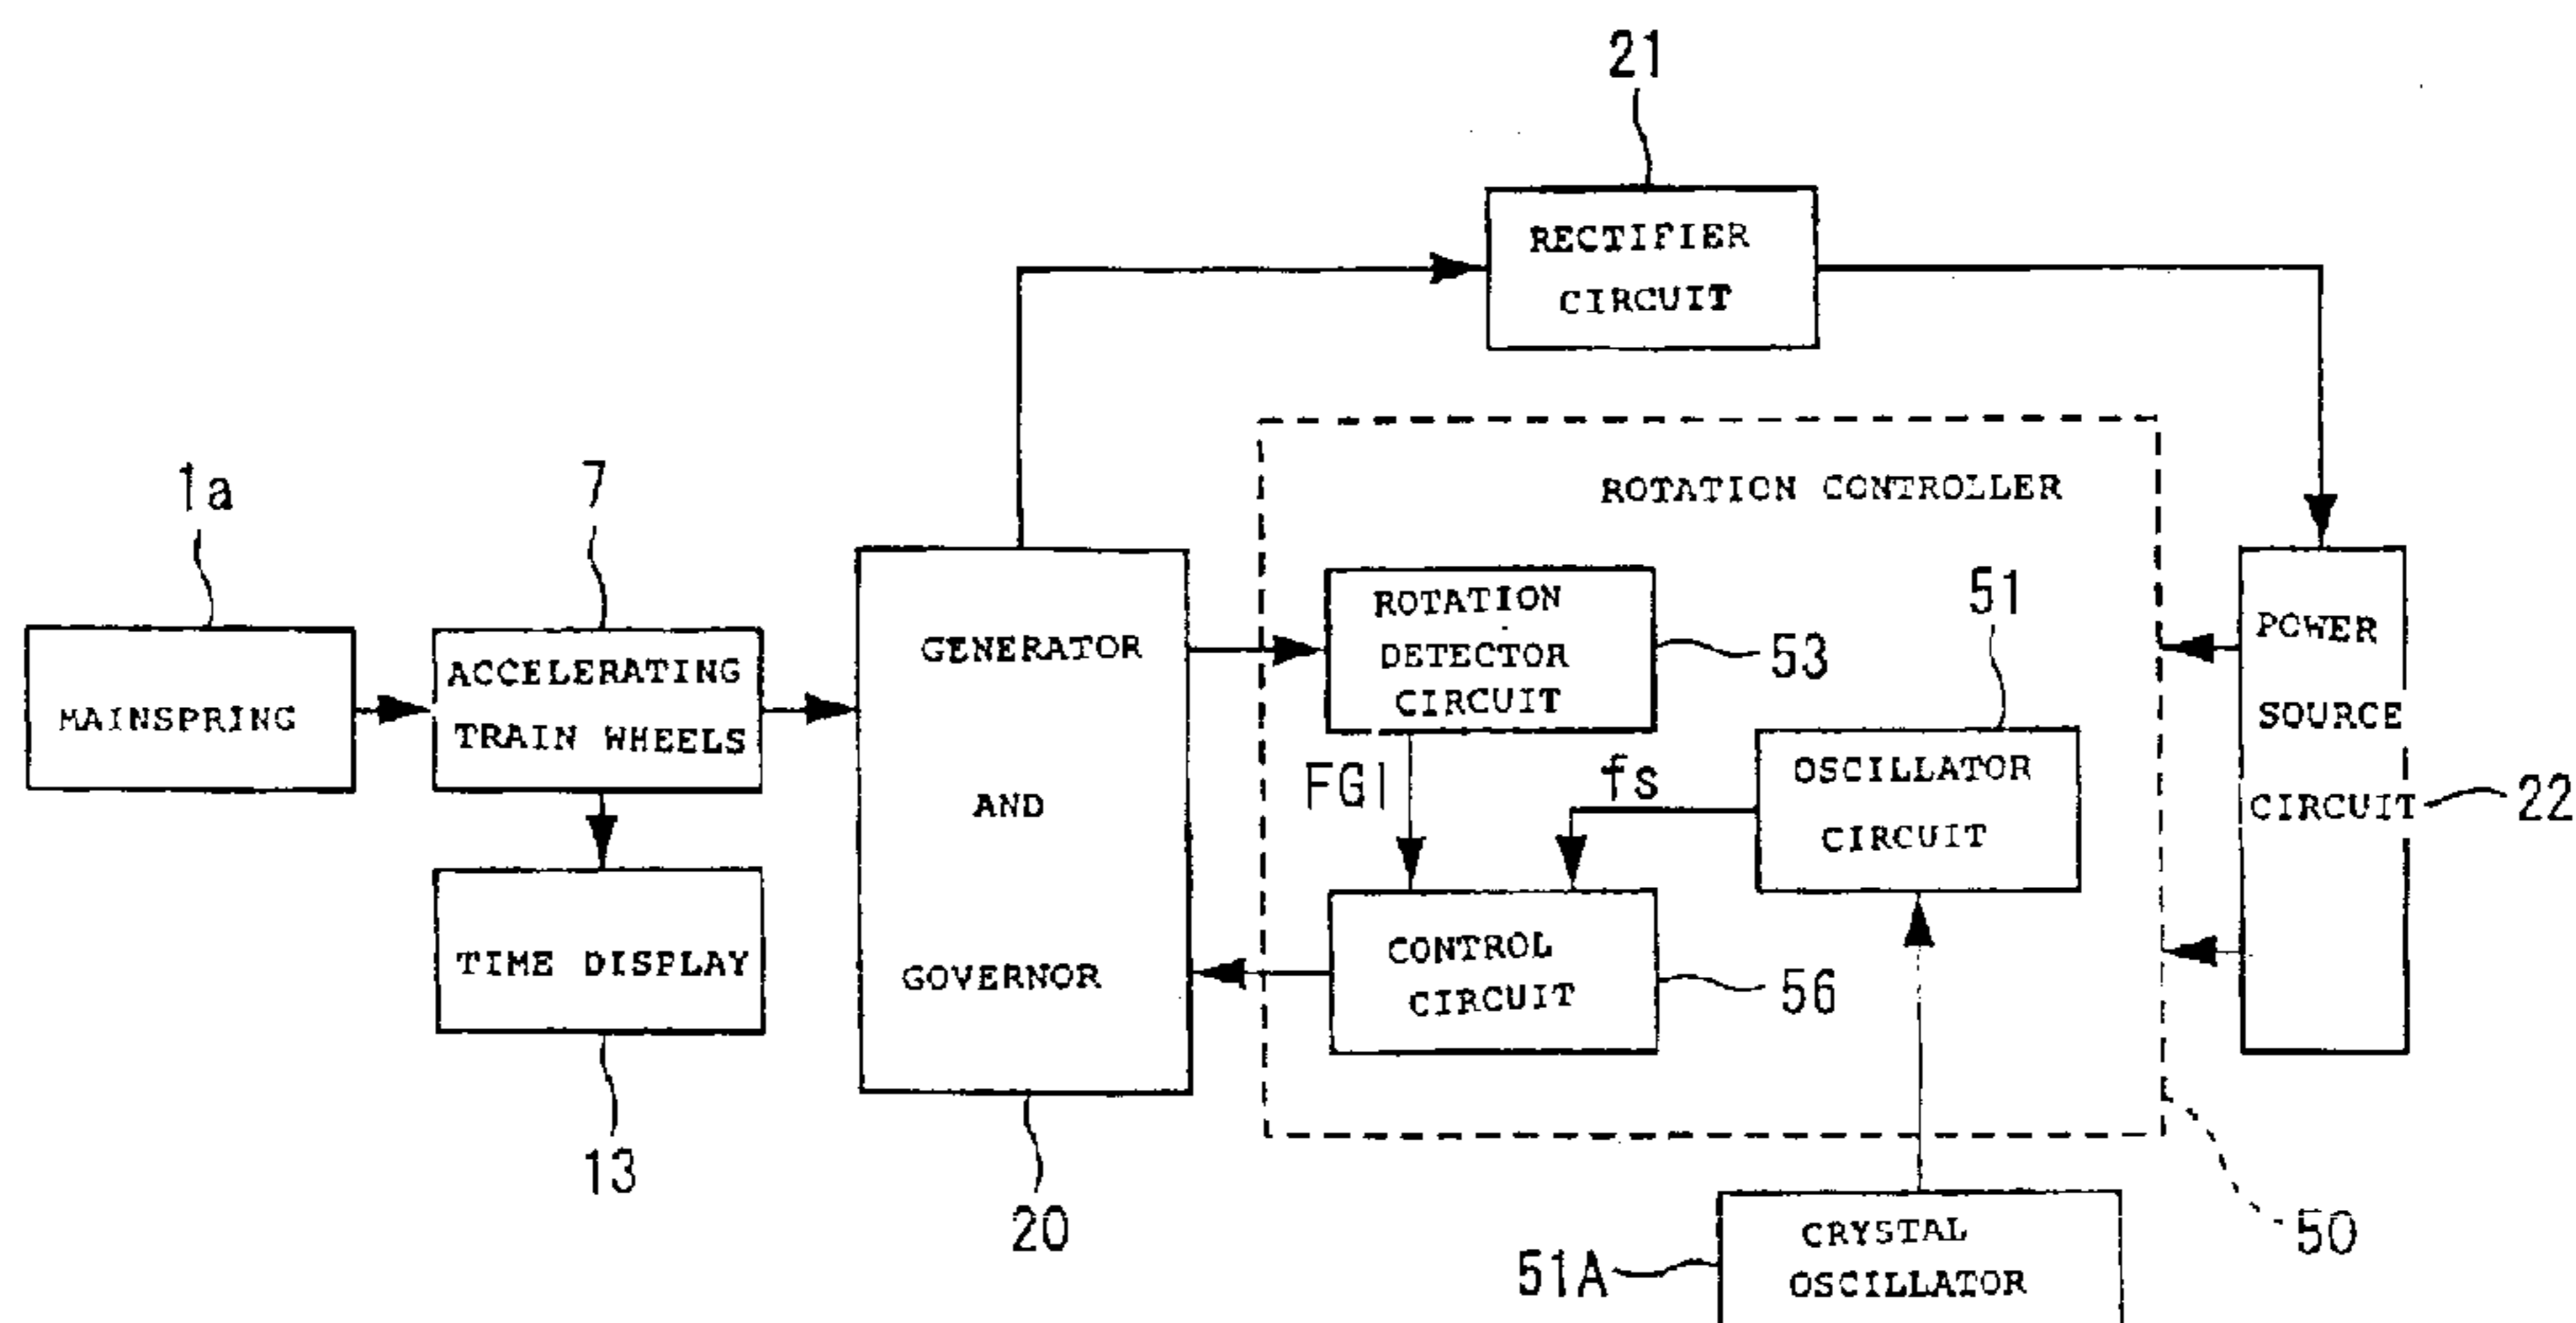 21
RECTIFIER
CIRCUIT
1a
7
ROTATION CONTROLLER
MAINSPRING
ACCELERATING
TRAIN WHEELS
GENERATOR
AND
GOVERNOR
ROTATION
DETECTOR
CIRCUIT
53
51
POWER
SOURCE
CIRCUIT
22
FG1
fs
OSCILLATOR
CIRCUIT
TIME DISPLAY
CONTROL
CIRCUIT
56
13
20
50
51A
CRYSTAL
OSCILLATOR